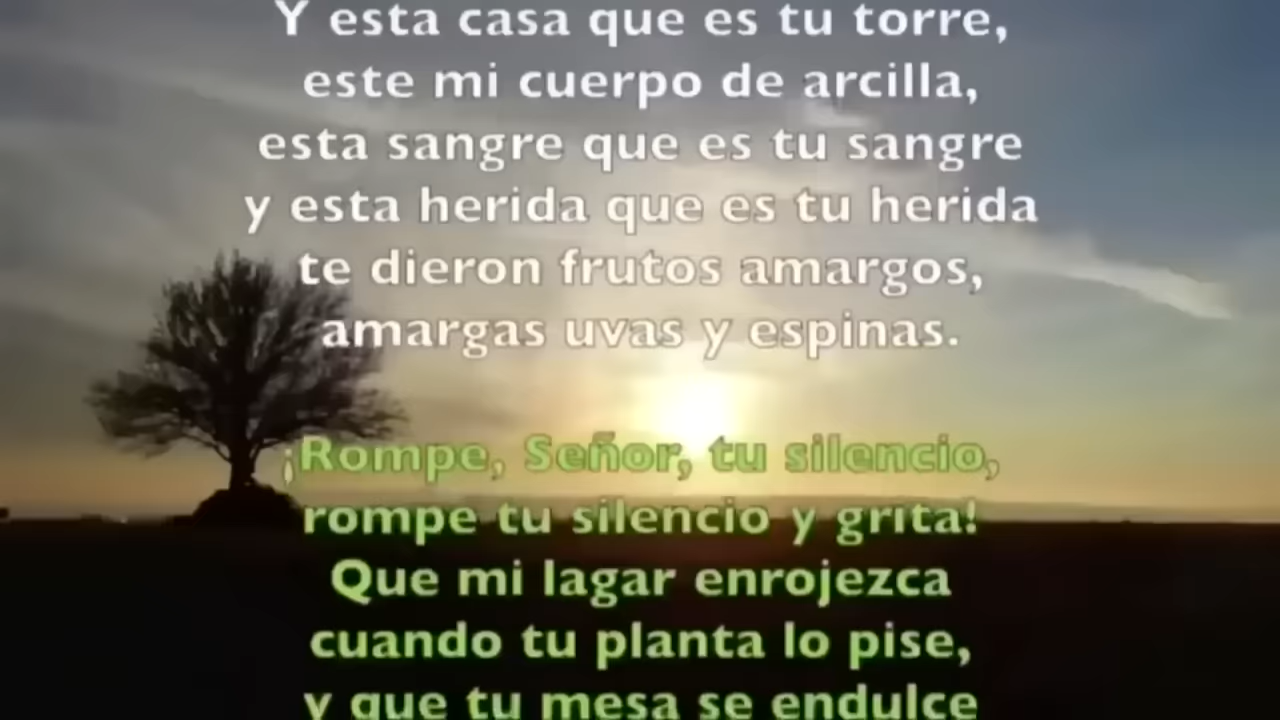 Y esta casa que es tu torre,
este mi cuerpo de arcilla,
esta sangre que es tu sangre
y esta herida que es tu herida
te dieron frutos amargos,
amargas uvas y espinas.
¡Rompe, Señor, tu silencio,
rompe tu silencio y grita!
Que mi lagar enrojezca
cuando tu planta lo pise,
y que tu mesa se endulce